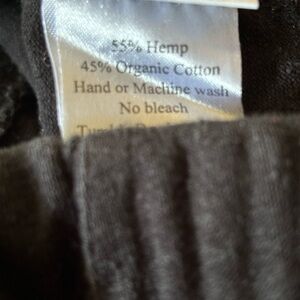 55% Hemp
45% Organic Cotton
Hand or Machine wash
No bleach